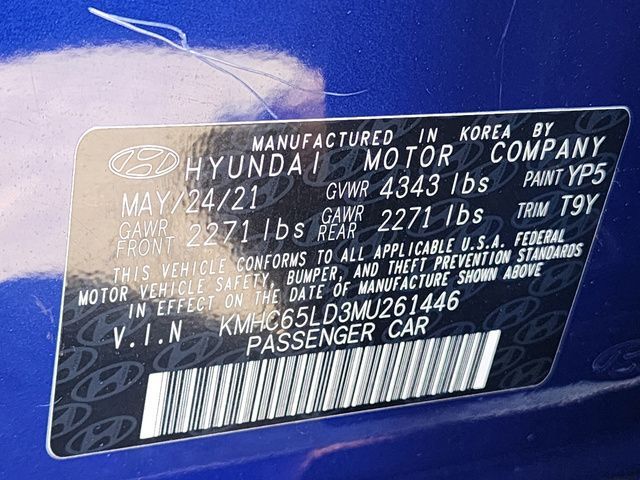 MANUFACTURED IN KOREA BY
HYUNDAI MOTOR COMPANY
MAY/24/21 GVWR 4343 lbs PAINT YP5
GAWR FRONT 2271 lbs GAWR REAR 2271 lbs TRIM T9Y
THIS VEHICLE CONFORMS TO ALL APPLICABLE U.S.A. FEDERAL
MOTOR VEHICLE SAFETY, BUMPER, AND THEFT PREVENTION STANDARDS
IN EFFECT ON THE DATE OF MANUFACTURE SHOWN ABOVE
V.I.N KMHC65LD3MU261446
PASSENGER CAR